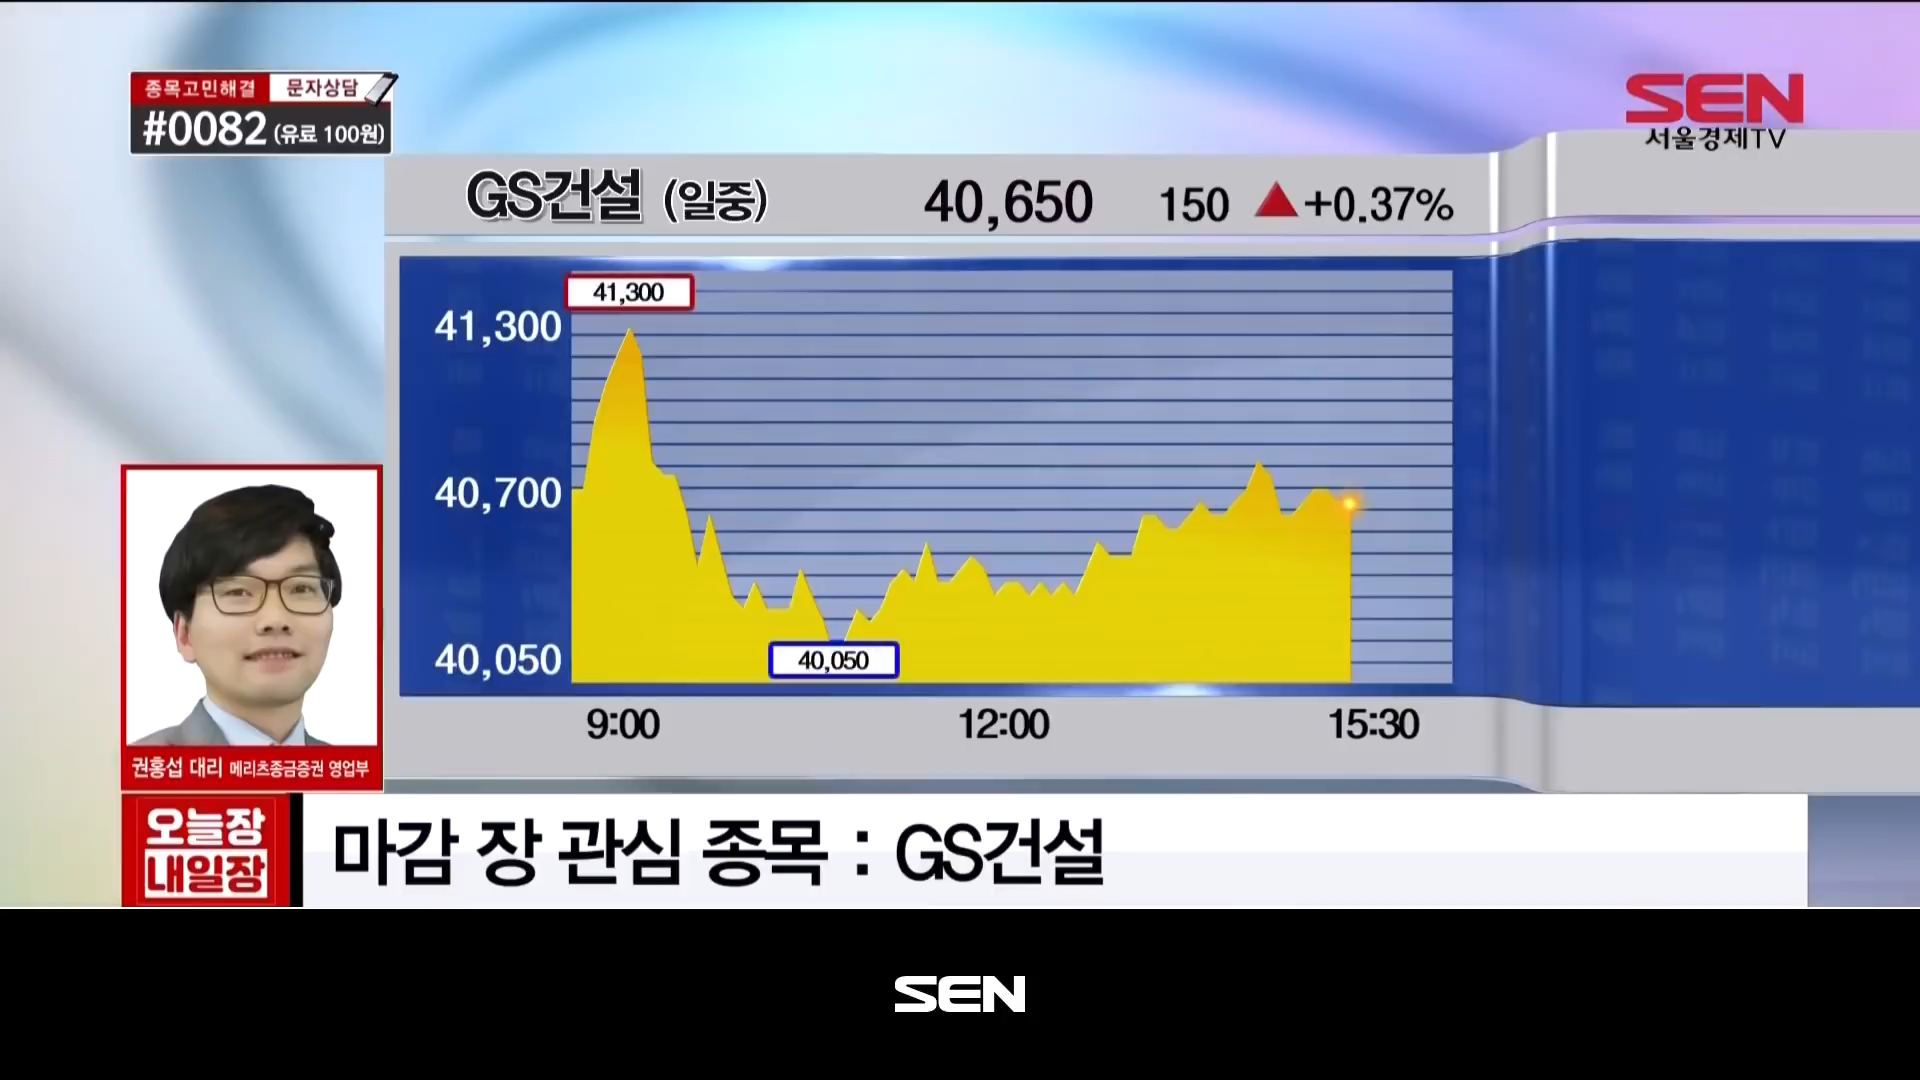 종목고민해결 문자상담
#0082 (유료 100원)
SEN
서울경제TV
GS건설 (일중) 40,650 150 ▲+0.37%
41,300
41,300
40,700
40,050
40,050
9:00 12:00 15:30
권홍섭 대리 메리츠종금증권 영업부
오늘장
내일장
마감 장 관심 종목 : GS건설
SEN